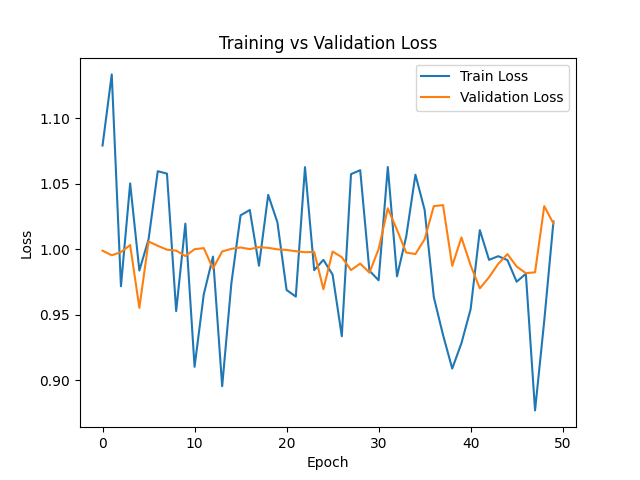 Training vs Validation Loss
Train Loss
Validation Loss
1.10
1.05
1.00
0.95
0.90
Loss
0 10 20 30 40 50
Epoch